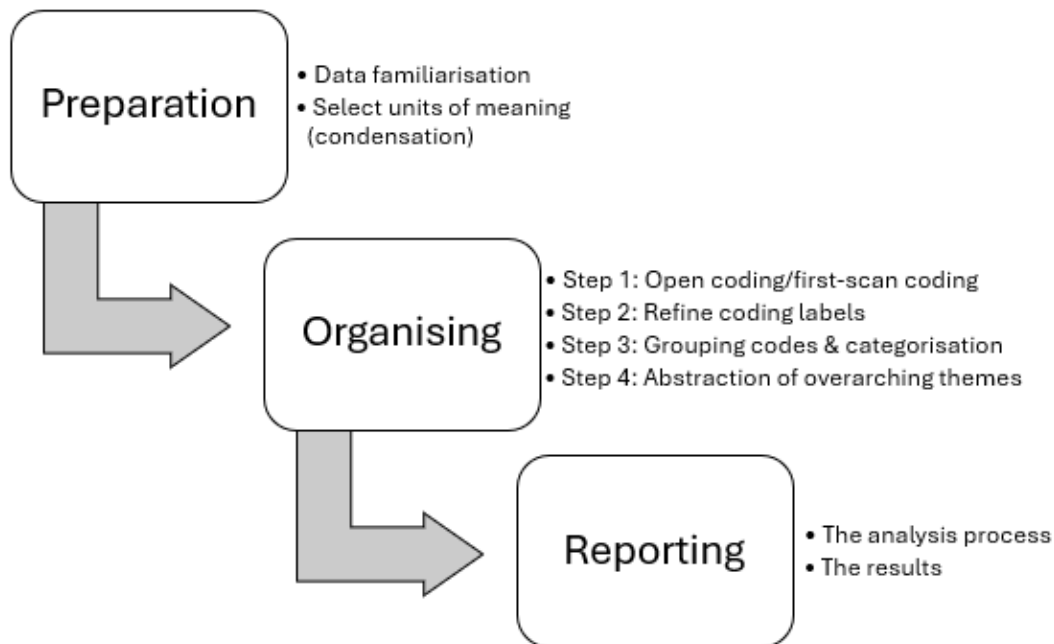 Preparation
• Data familiarisation
• Select units of meaning
(condensation)
Organising
• Step 1: Open coding/first-scan coding
• Step 2: Refine coding labels
• Step 3: Grouping codes & categorisation
• Step 4: Abstraction of overarching themes
Reporting
• The analysis process
• The results